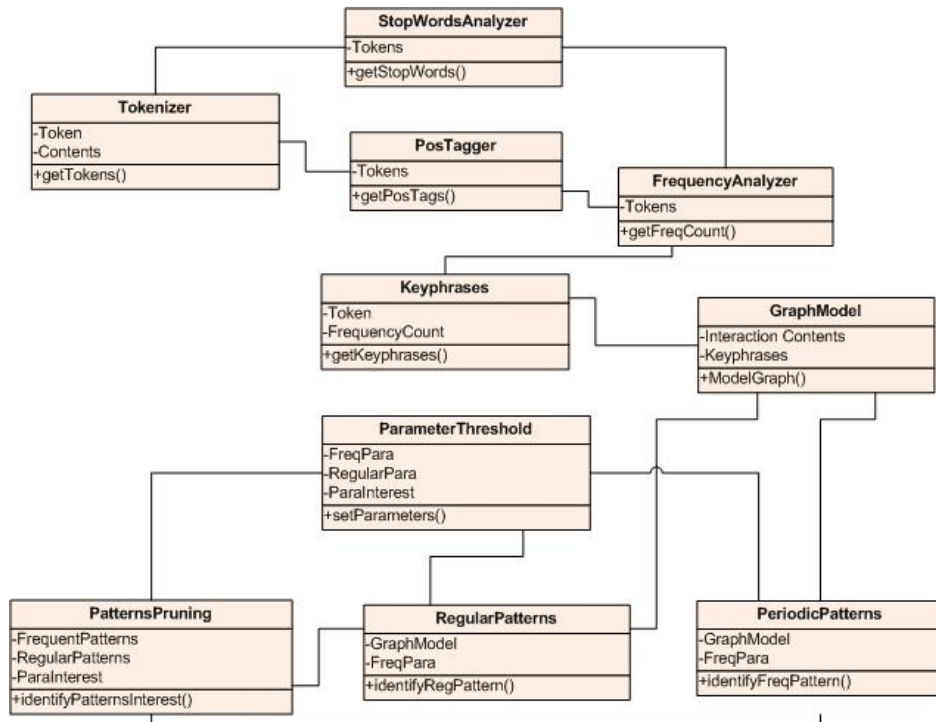 StopWordsAnalyzer
-Tokens
+getStopWords()
Tokenizer
-Token
-Contents
+getTokens()
PosTagger
-Tokens
+getPosTags()
FrequencyAnalyzer
-Tokens
+getFreqCount()
Keyphrases
-Token
-FrequencyCount
+getKeyphrases()
GraphModel
-Interaction Contents
-Keyphrases
+ModelGraph()
ParameterThreshold
-FreqPara
-RegularPara
-ParaInterest
+setParameters()
PatternsPruning
-FrequentPatterns
-RegularPatterns
-ParaInterest
+identifyPatternsInterest()
RegularPatterns
-GraphModel
-FreqPara
+identifyRegPattern()
PeriodicPatterns
-GraphModel
-FreqPara
+identifyFreqPattern()